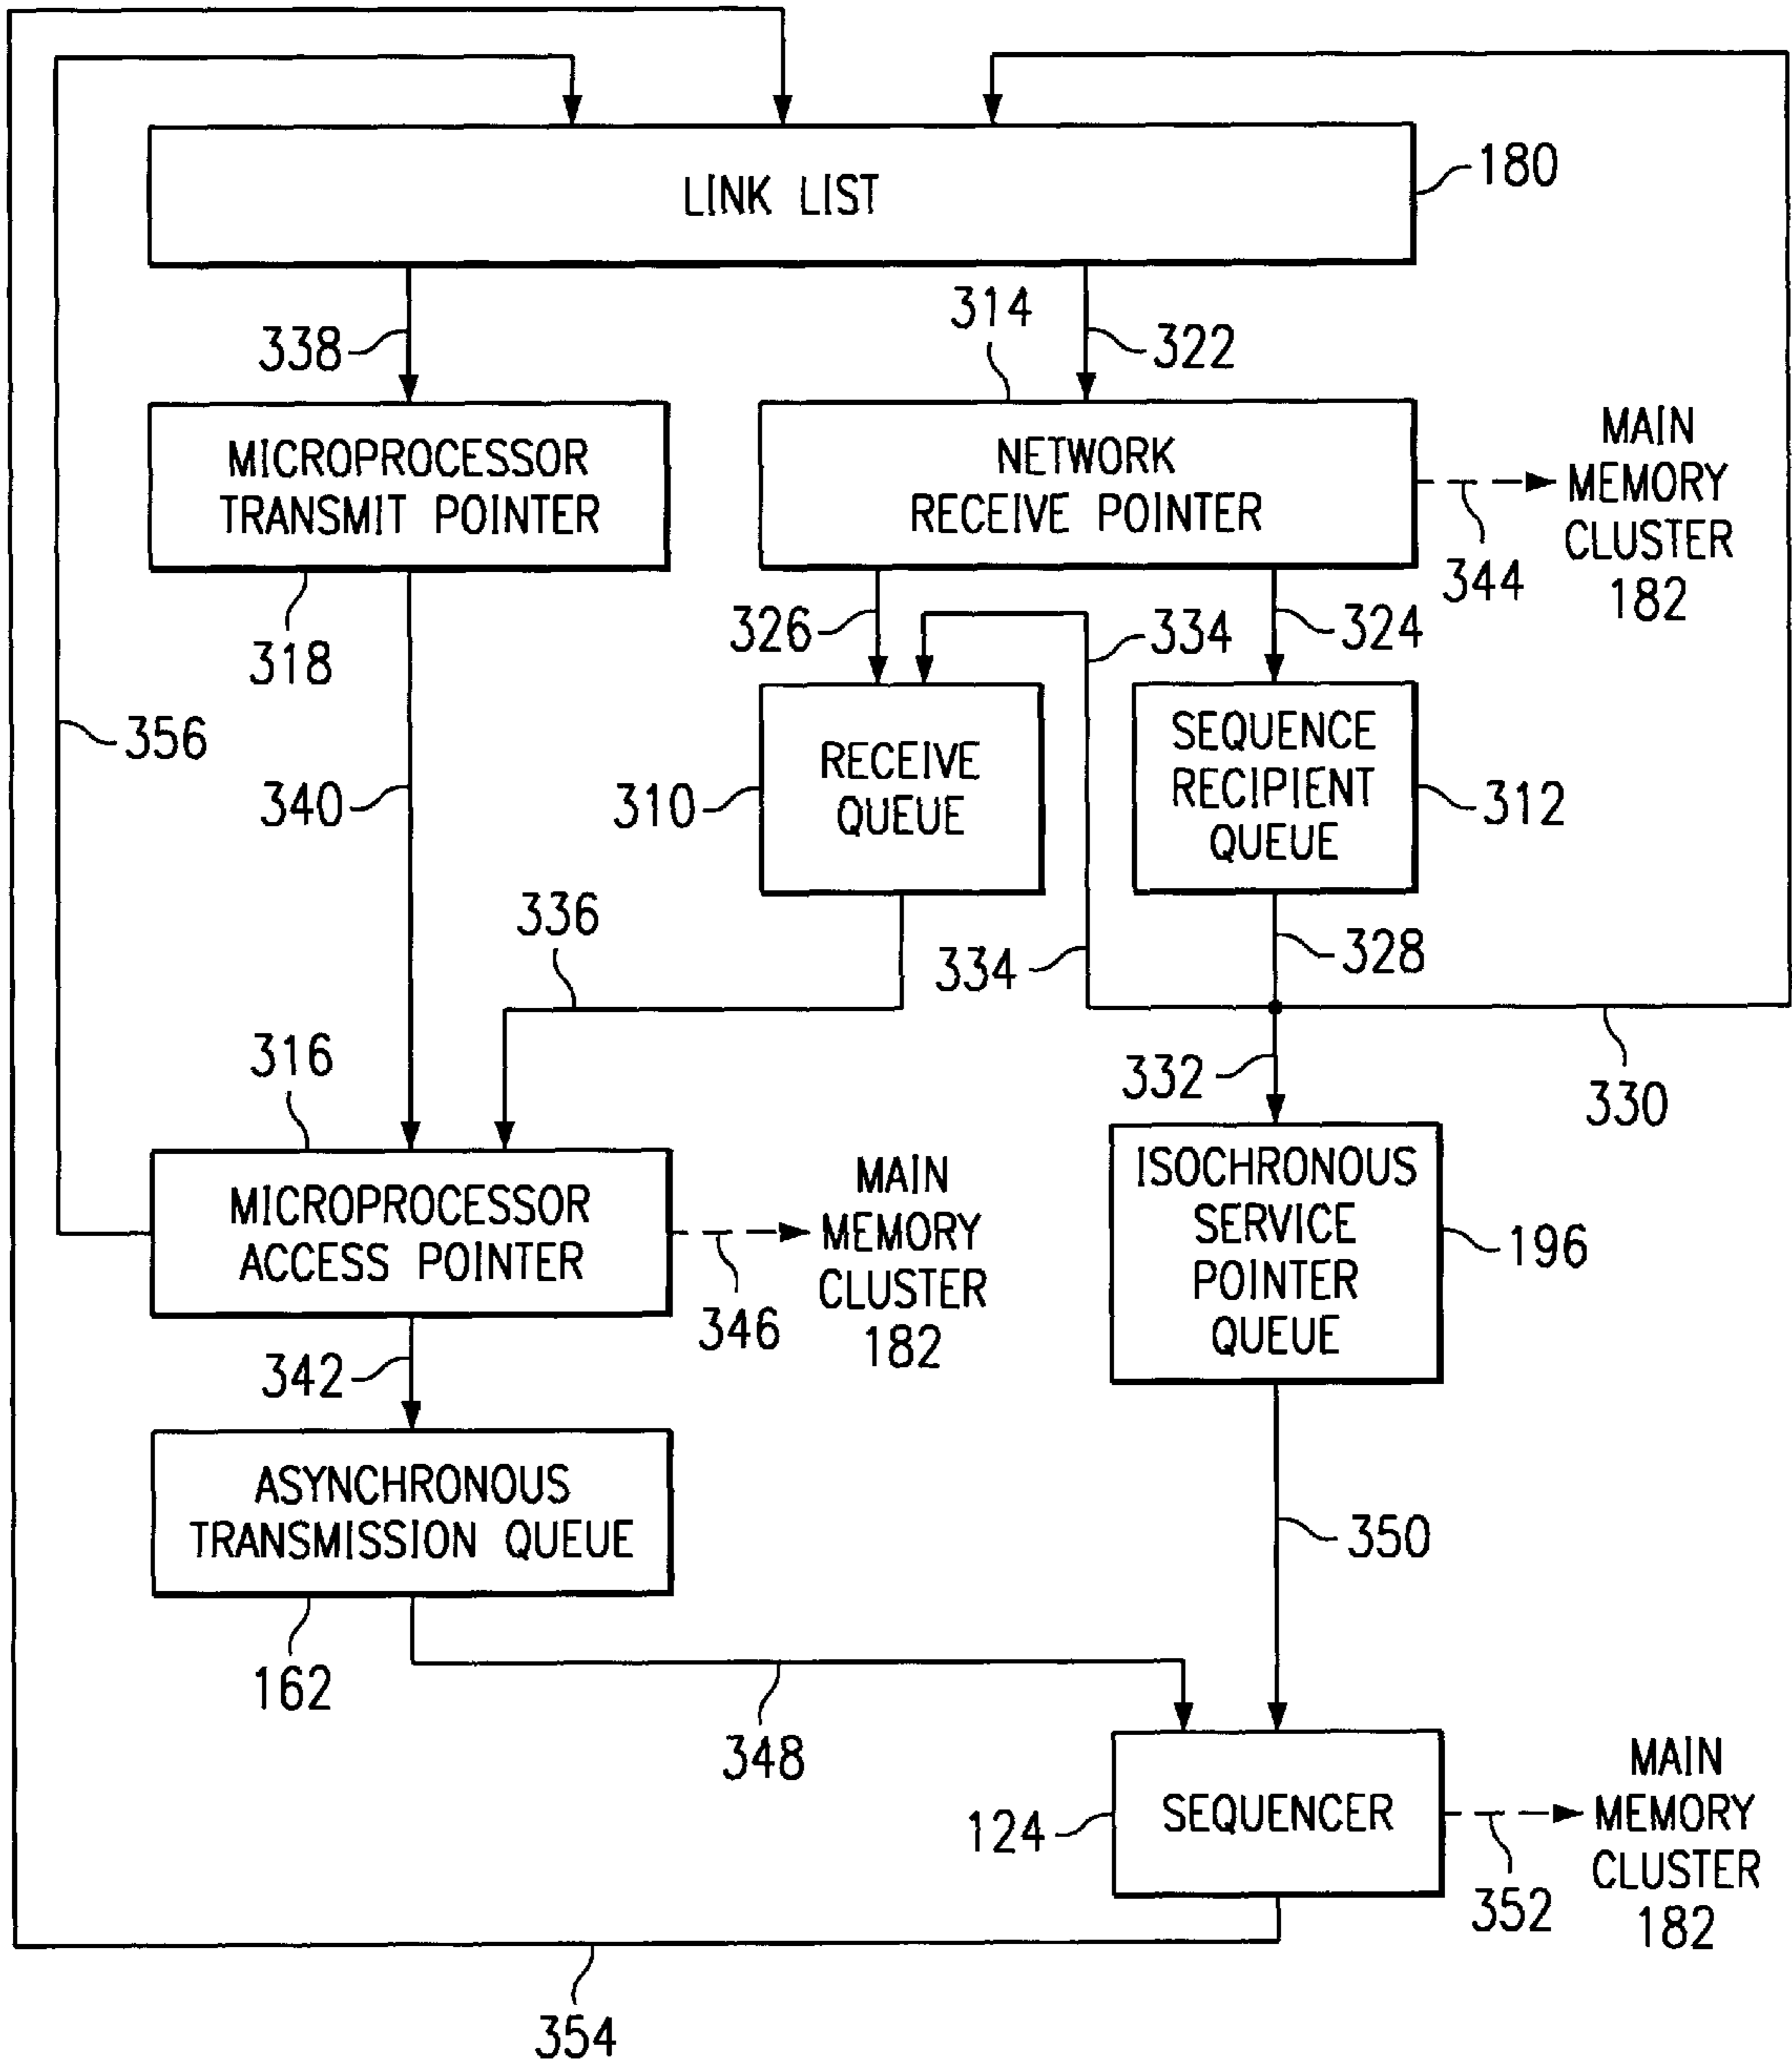 LINK LIST
180
338
314
322
MICROPROCESSOR
TRANSMIT POINTER
318
NETWORK
RECEIVE POINTER
MAIN
MEMORY
CLUSTER
182
344
326
334
324
356
340
310
RECEIVE
QUEUE
SEQUENCE
RECIPIENT
QUEUE
312
336
334
328
316
332
330
MICROPROCESSOR
ACCESS POINTER
MAIN
MEMORY
CLUSTER
182
346
ISOCHRONOUS
SERVICE
POINTER
QUEUE
196
342
ASYNCHRONOUS
TRANSMISSION QUEUE
162
350
348
124
SEQUENCER
MAIN
MEMORY
CLUSTER
182
352
354